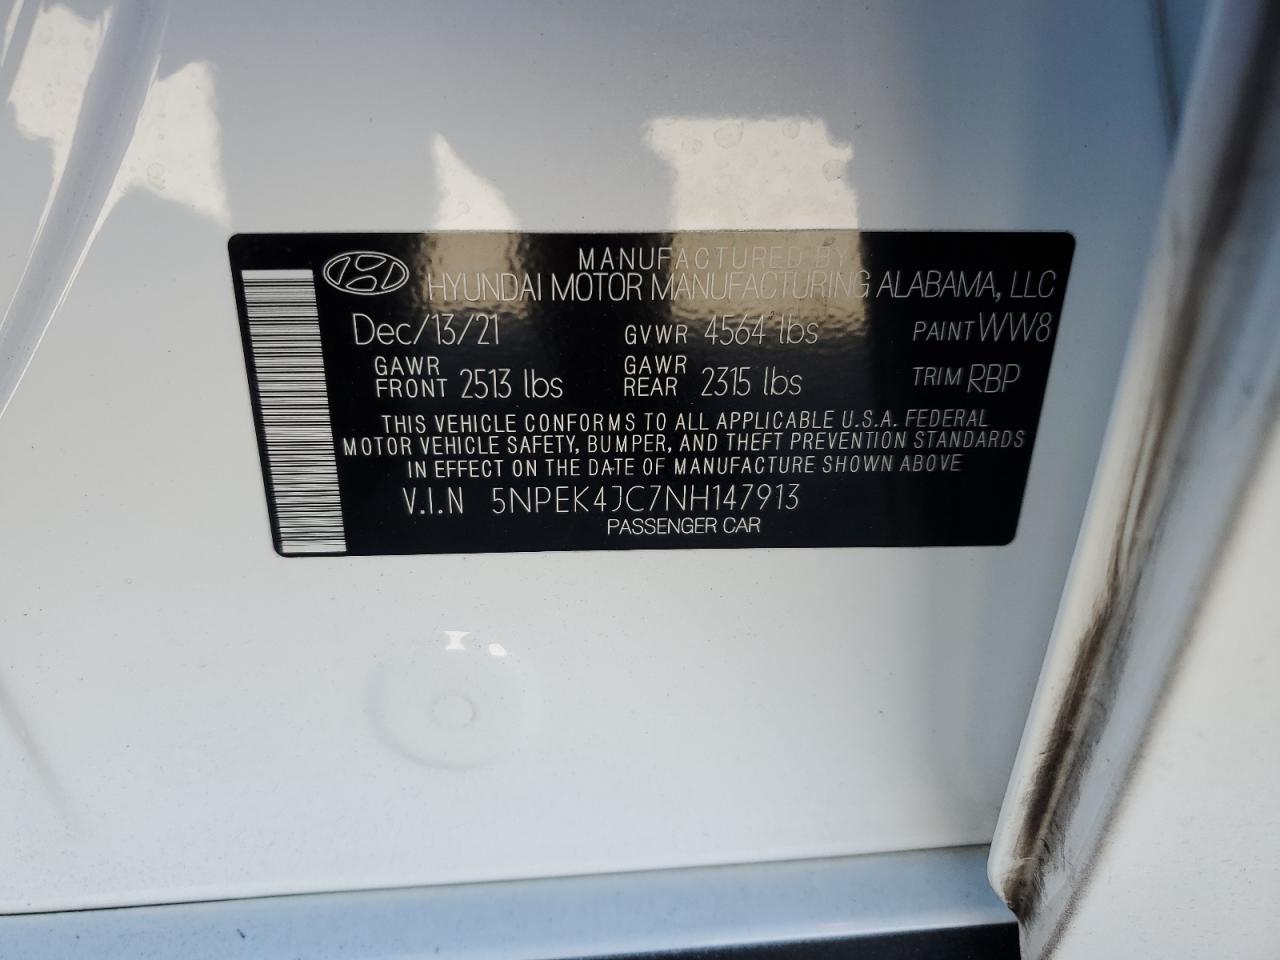 MANUFACTURED BY
HYUNDAI MOTOR MANUFACTURING ALABAMA, LLC
Dec/13/21 GVWR 4564 lbs PAINT WW8
GAWR FRONT 2513 lbs GAWR REAR 2315 lbs TRIM RBP
THIS VEHICLE CONFORMS TO ALL APPLICABLE U.S.A. FEDERAL
MOTOR VEHICLE SAFETY, BUMPER, AND THEFT PREVENTION STANDARDS
IN EFFECT ON THE DATE OF MANUFACTURE SHOWN ABOVE
V.I.N 5NPEK4JC7NH147913
PASSENGER CAR